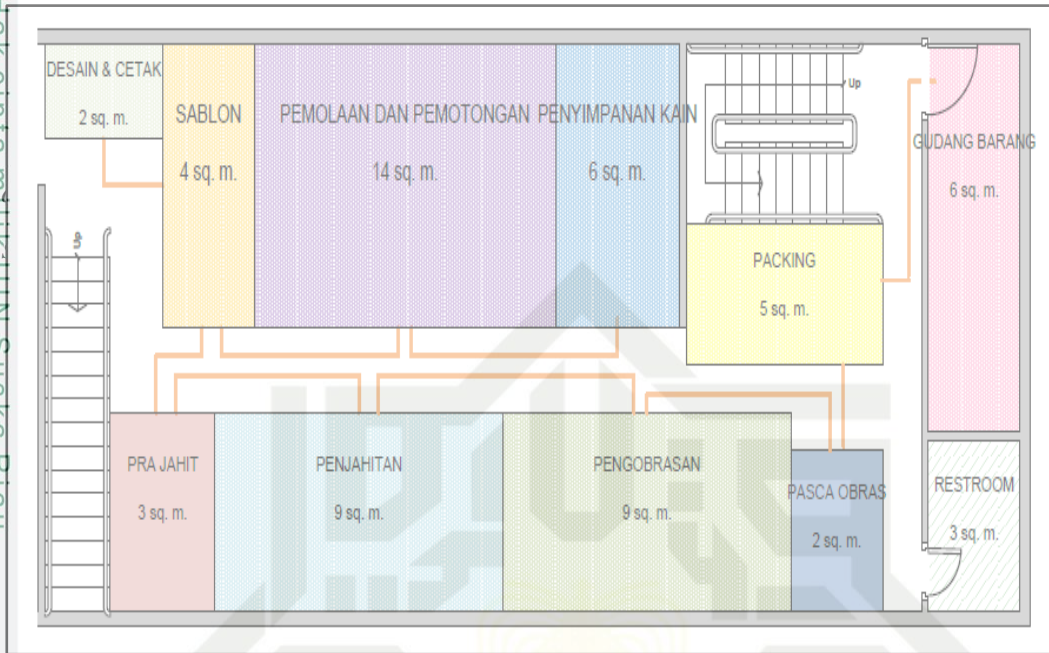 DESAIN & CETAK
2 sq. m.
SABLON
4 sq. m.
PEMOLAAN DAN PEMOTONGAN
14 sq. m.
PENYIMPANAN KAIN
6 sq. m.
Up
GUDANG BARANG
6 sq. m.
PACKING
5 sq. m.
Up
PRA JAHIT
3 sq. m.
PENJAHITAN
9 sq. m.
PENGOBRASAN
9 sq. m.
PASCA OBRAS
2 sq. m.
RESTROOM
3 sq. m.